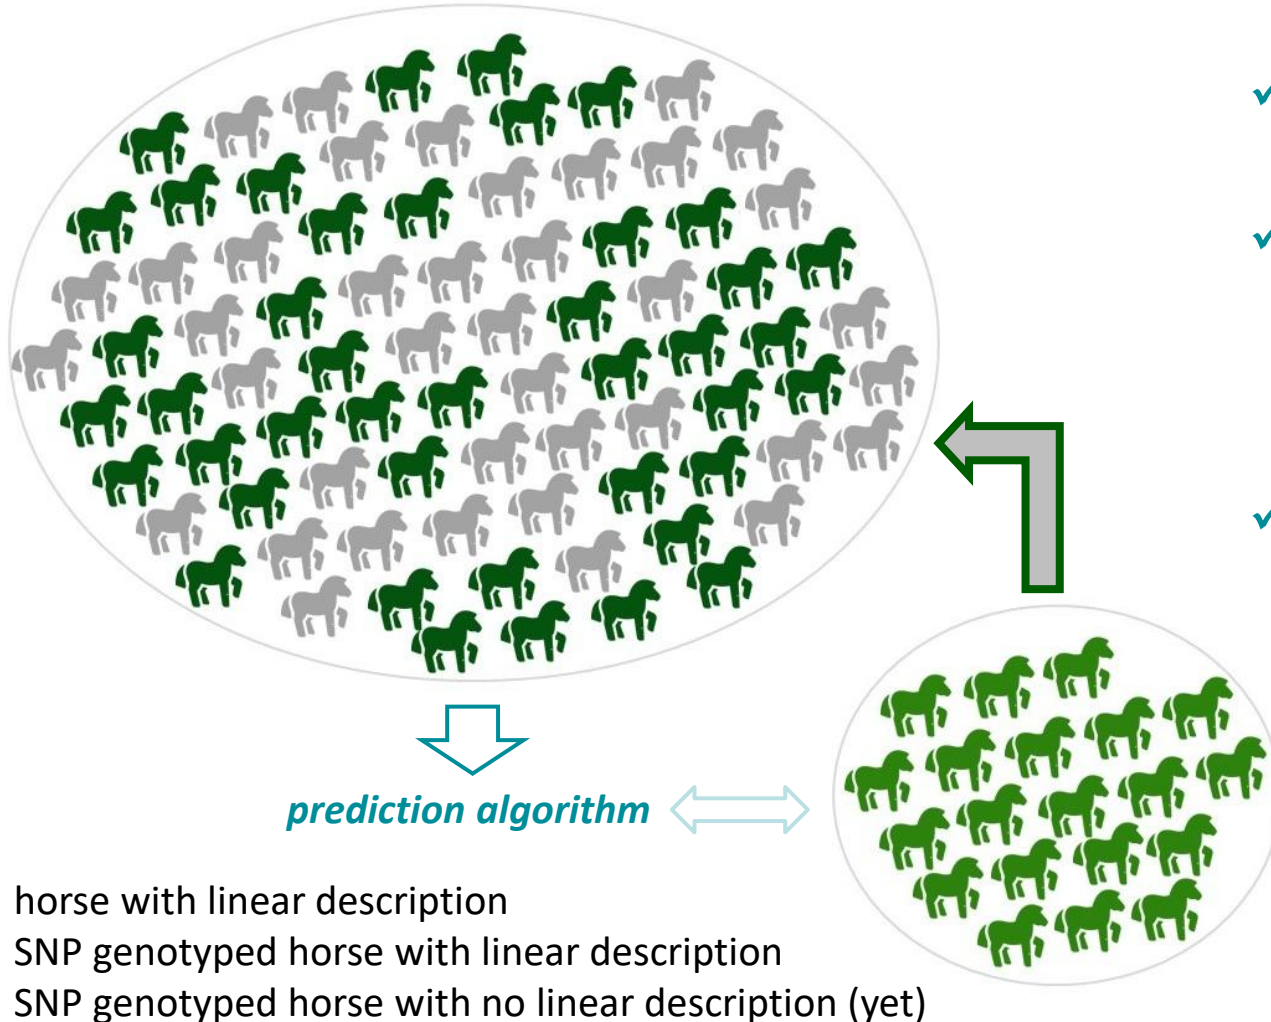 prediction algorithm
horse with linear description
SNP genotyped horse with linear description
SNP genotyped horse with no linear description (yet)